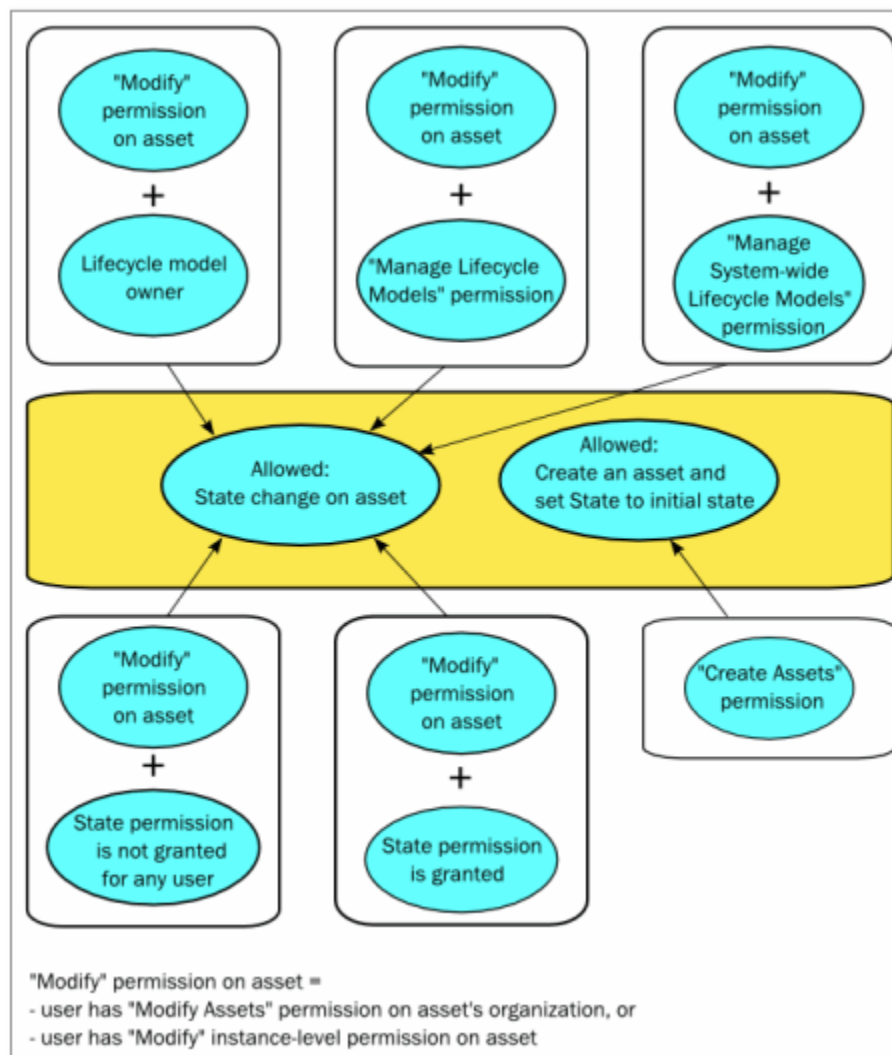 "Modify"
permission
on asset
+
Lifecycle model
owner
"Modify"
permission
on asset
+
"Manage Lifecycle
Models" permission
"Modify"
permission
on asset
+
"Manage
System-wide
Lifecycle Models"
permission
Allowed:
State change on asset
Allowed:
Create an asset and
set State to initial state
"Modify"
permission
on asset
+
State permission
is not granted
for any user
"Modify"
permission
on asset
+
State permission
is granted
"Create Assets"
permission
"Modify" permission on asset =
- user has "Modify Assets" permission on asset's organization, or
- user has "Modify" instance-level permission on asset